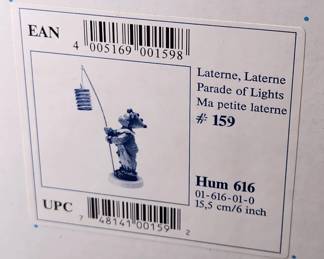 EAN
4 005169 001598
Laterne, Laterne
Parade of Lights
Ma petite laterne
# 159
Hum 616
01-616-01-0
15,5 cm/6 inch
UPC
7 48141 00159 2